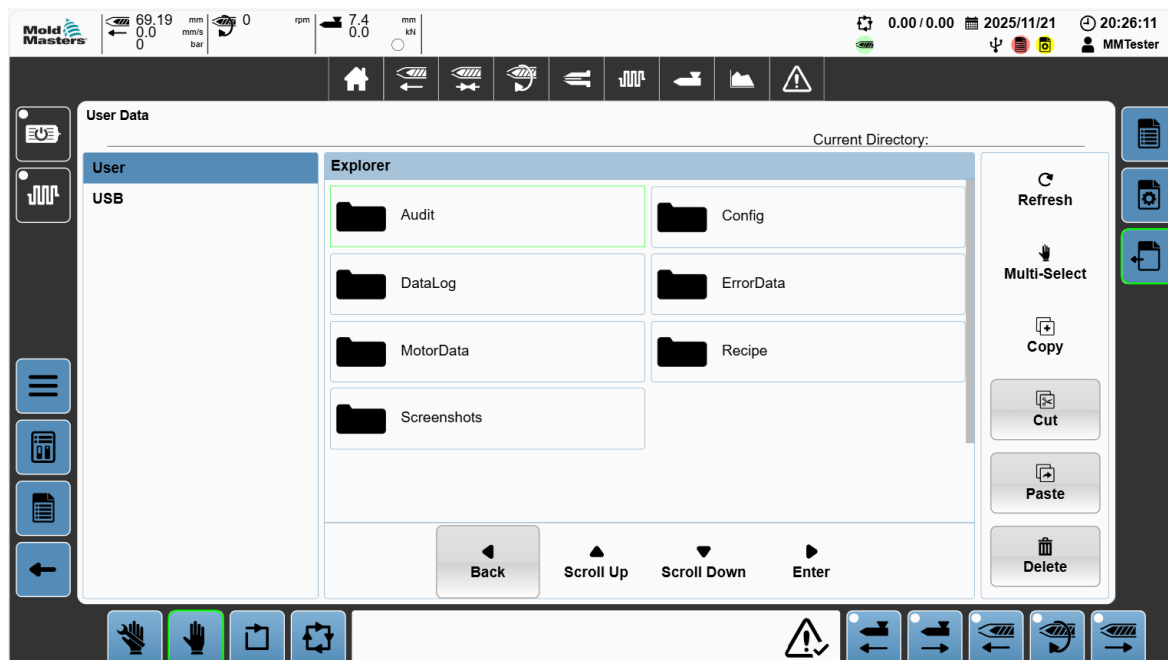 Mold Masters
69.19 mm
0.0 mm/s
0 bar
0 rpm
7.4 mm
0.0 kN
0.00 / 0.00
2025/11/21
20:26:11
MMTester
User Data
Current Directory:
User
USB
Explorer
Audit
Config
DataLog
ErrorData
MotorData
Recipe
Screenshots
Refresh
Multi-Select
Copy
Cut
Paste
Delete
Back
Scroll Up
Scroll Down
Enter